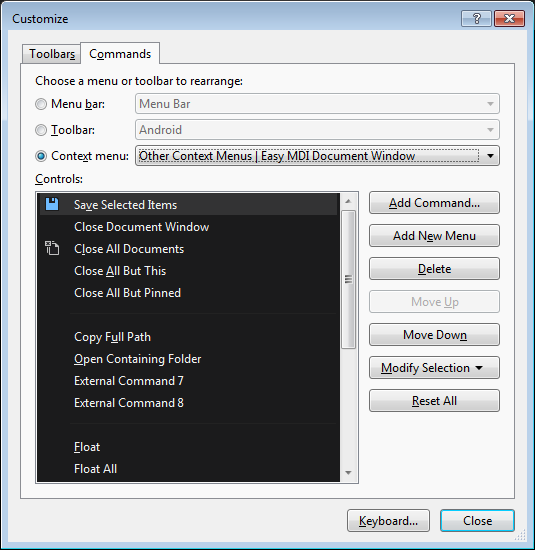 Customize
Toolbars Commands
Choose a menu or toolbar to rearrange:
Menu bar: Menu Bar
Toolbar: Android
Context menu: Other Context Menus | Easy MDI Document Window
Controls:
Save Selected Items Add Command...
Close Document Window
Close All Documents Add New Menu
Close All But This Delete
Close All But Pinned Move Up
Copy Full Path Move Down
Open Containing Folder Modify Selection
External Command 7
External Command 8 Reset All
Float
Float All
Keyboard... Close